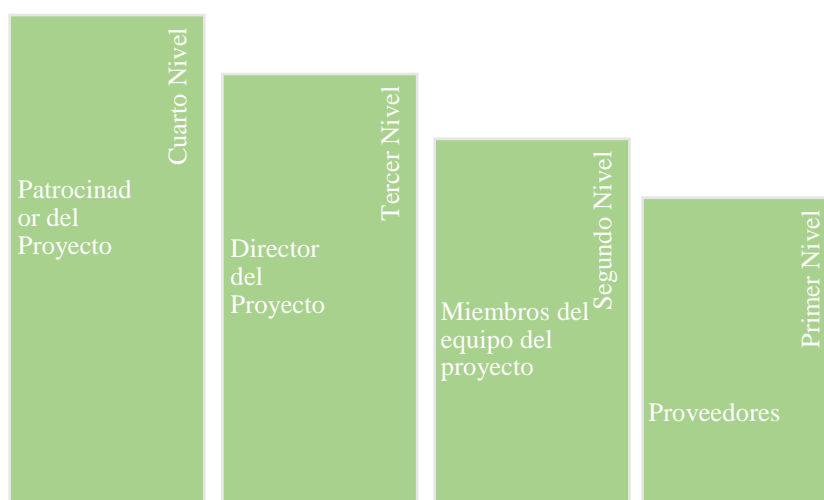 Cuarto Nivel
Patrocinad
or del
Proyecto
Tercer Nivel
Director
del
Proyecto
Segundo Nivel
Miembros del
equipo del
proyecto
Primer Nivel
Proveedores